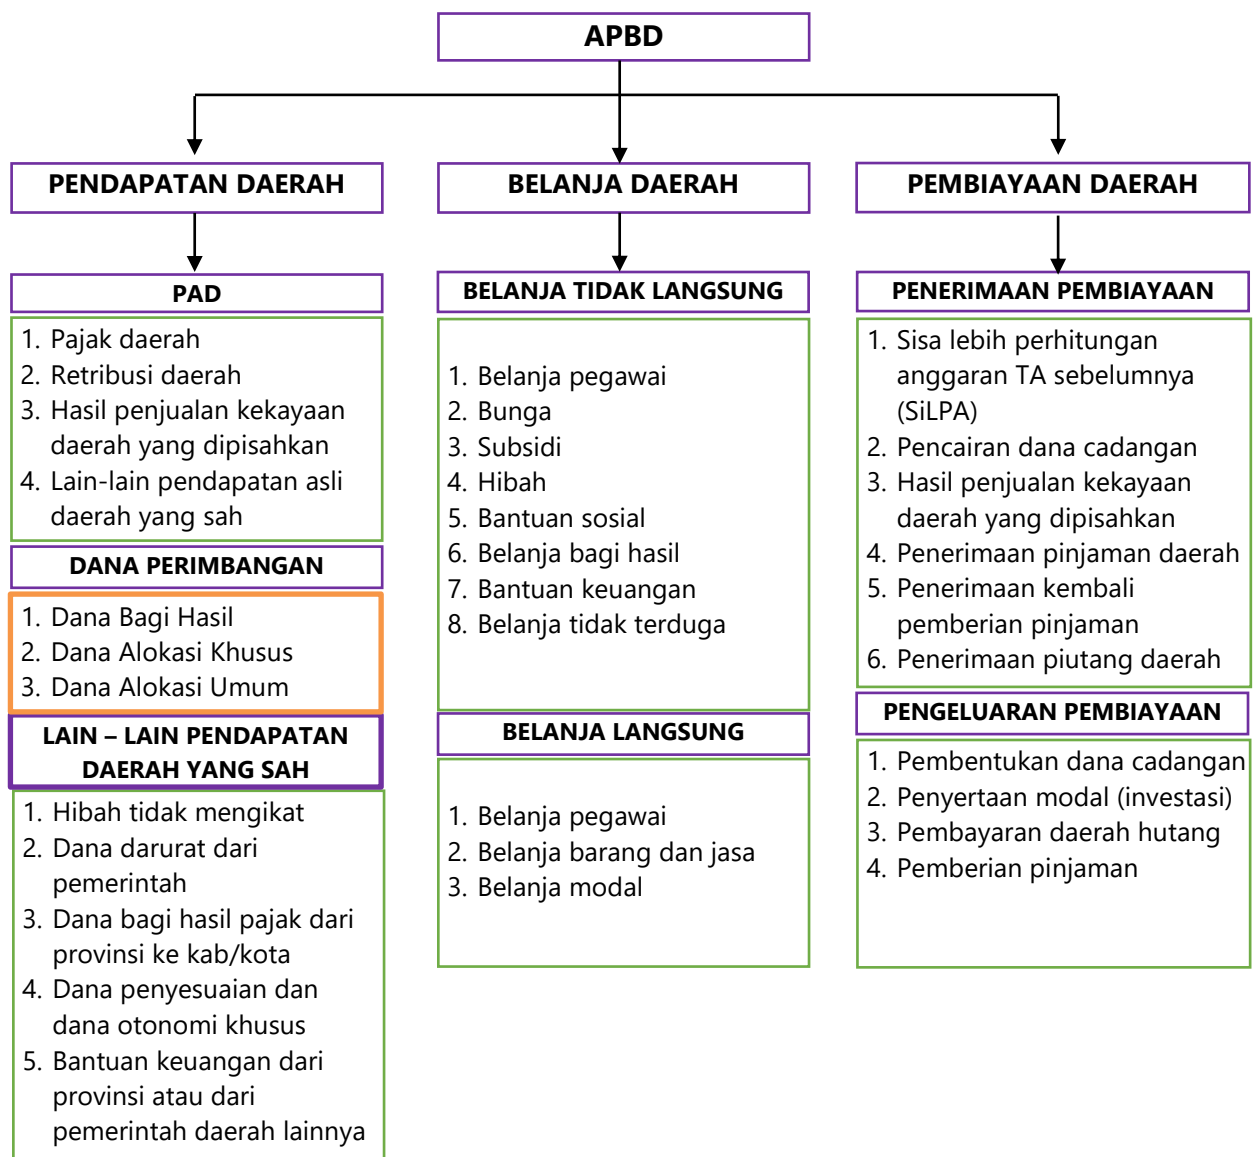 APBD
PENDAPATAN DAERAH
PAD
1. Pajak daerah
2. Retribusi daerah
3. Hasil penjualan kekayaan
daerah yang dipisahkan
4. Lain-lain pendapatan asli
daerah yang sah
DANA PERIMBANGAN
1. Dana Bagi Hasil
2. Dana Alokasi Khusus
3. Dana Alokasi Umum
LAIN – LAIN PENDAPATAN
DAERAH YANG SAH
1. Hibah tidak mengikat
2. Dana darurat dari
pemerintah
3. Dana bagi hasil pajak dari
provinsi ke kab/kota
4. Dana penyesuaian dan
dana otonomi khusus
5. Bantuan keuangan dari
provinsi atau dari
pemerintah daerah lainnya
BELANJA DAERAH
BELANJA TIDAK LANGSUNG
1. Belanja pegawai
2. Bunga
3. Subsidi
4. Hibah
5. Bantuan sosial
6. Belanja bagi hasil
7. Bantuan keuangan
8. Belanja tidak terduga
BELANJA LANGSUNG
1. Belanja pegawai
2. Belanja barang dan jasa
3. Belanja modal
PEMBIAYAAN DAERAH
PENERIMAAN PEMBIAYAAN
1. Sisa lebih perhitungan
anggaran TA sebelumnya
(SiLPA)
2. Pencairan dana cadangan
3. Hasil penjualan kekayaan
daerah yang dipisahkan
4. Penerimaan pinjaman daerah
5. Penerimaan kembali
pemberian pinjaman
6. Penerimaan piutang daerah
PENGELUARAN PEMBIAYAAN
1. Pembentukan dana cadangan
2. Penyertaan modal (investasi)
3. Pembayaran daerah hutang
4. Pemberian pinjaman